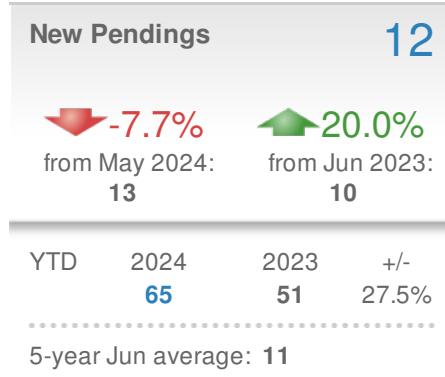 New Pendings 12
-7.7% 20.0%
from May 2024: from Jun 2023:
13 10
YTD 2024 2023 +/-
65 51 27.5%
5-year Jun average: 11